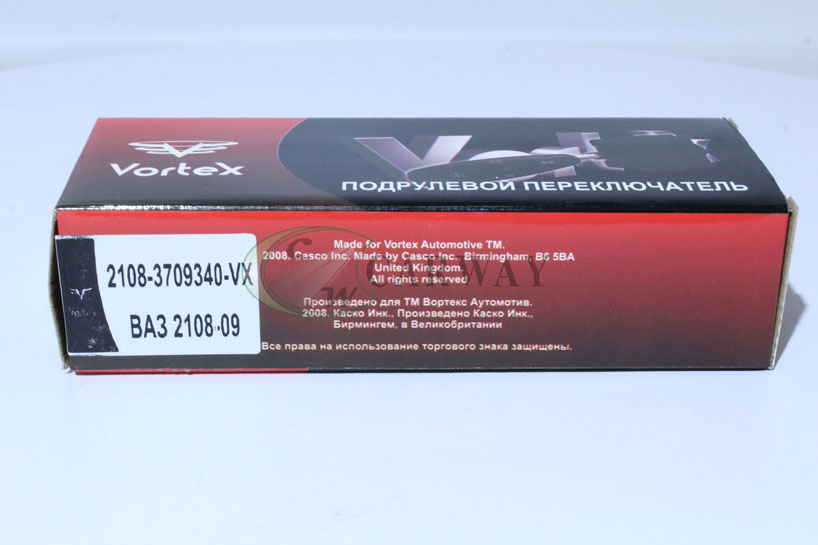 Vortex
ПОДРУЛЕВОЙ ПЕРЕКЛЮЧАТЕЛЬ
2108-3709340-VX
ВАЗ 2108-09
Vortex
Made for Vortex Automotive TM.
2008. Casco Inc. Made by Casco Inc., Birmingham, B6 5BA
United Kingdom.
All rights reserved
Произведено для ТМ Вортекс Аутомотив.
2008. Каско Инк., Произведено Каско Инк.,
Бирмингем, в Великобритании
Все права на использование торгового знака защищены.
CARWAY